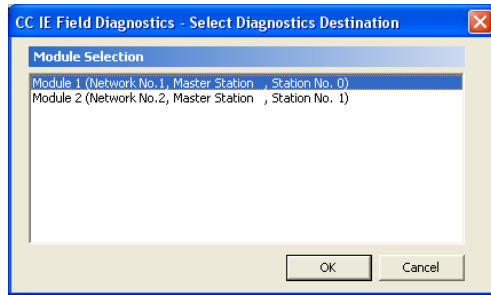 CC IE Field Diagnostics - Select Diagnostics Destination
Module Selection
Module 1 (Network No.1, Master Station , Station No. 0)
Module 2 (Network No.2, Master Station , Station No. 1)
OK Cancel